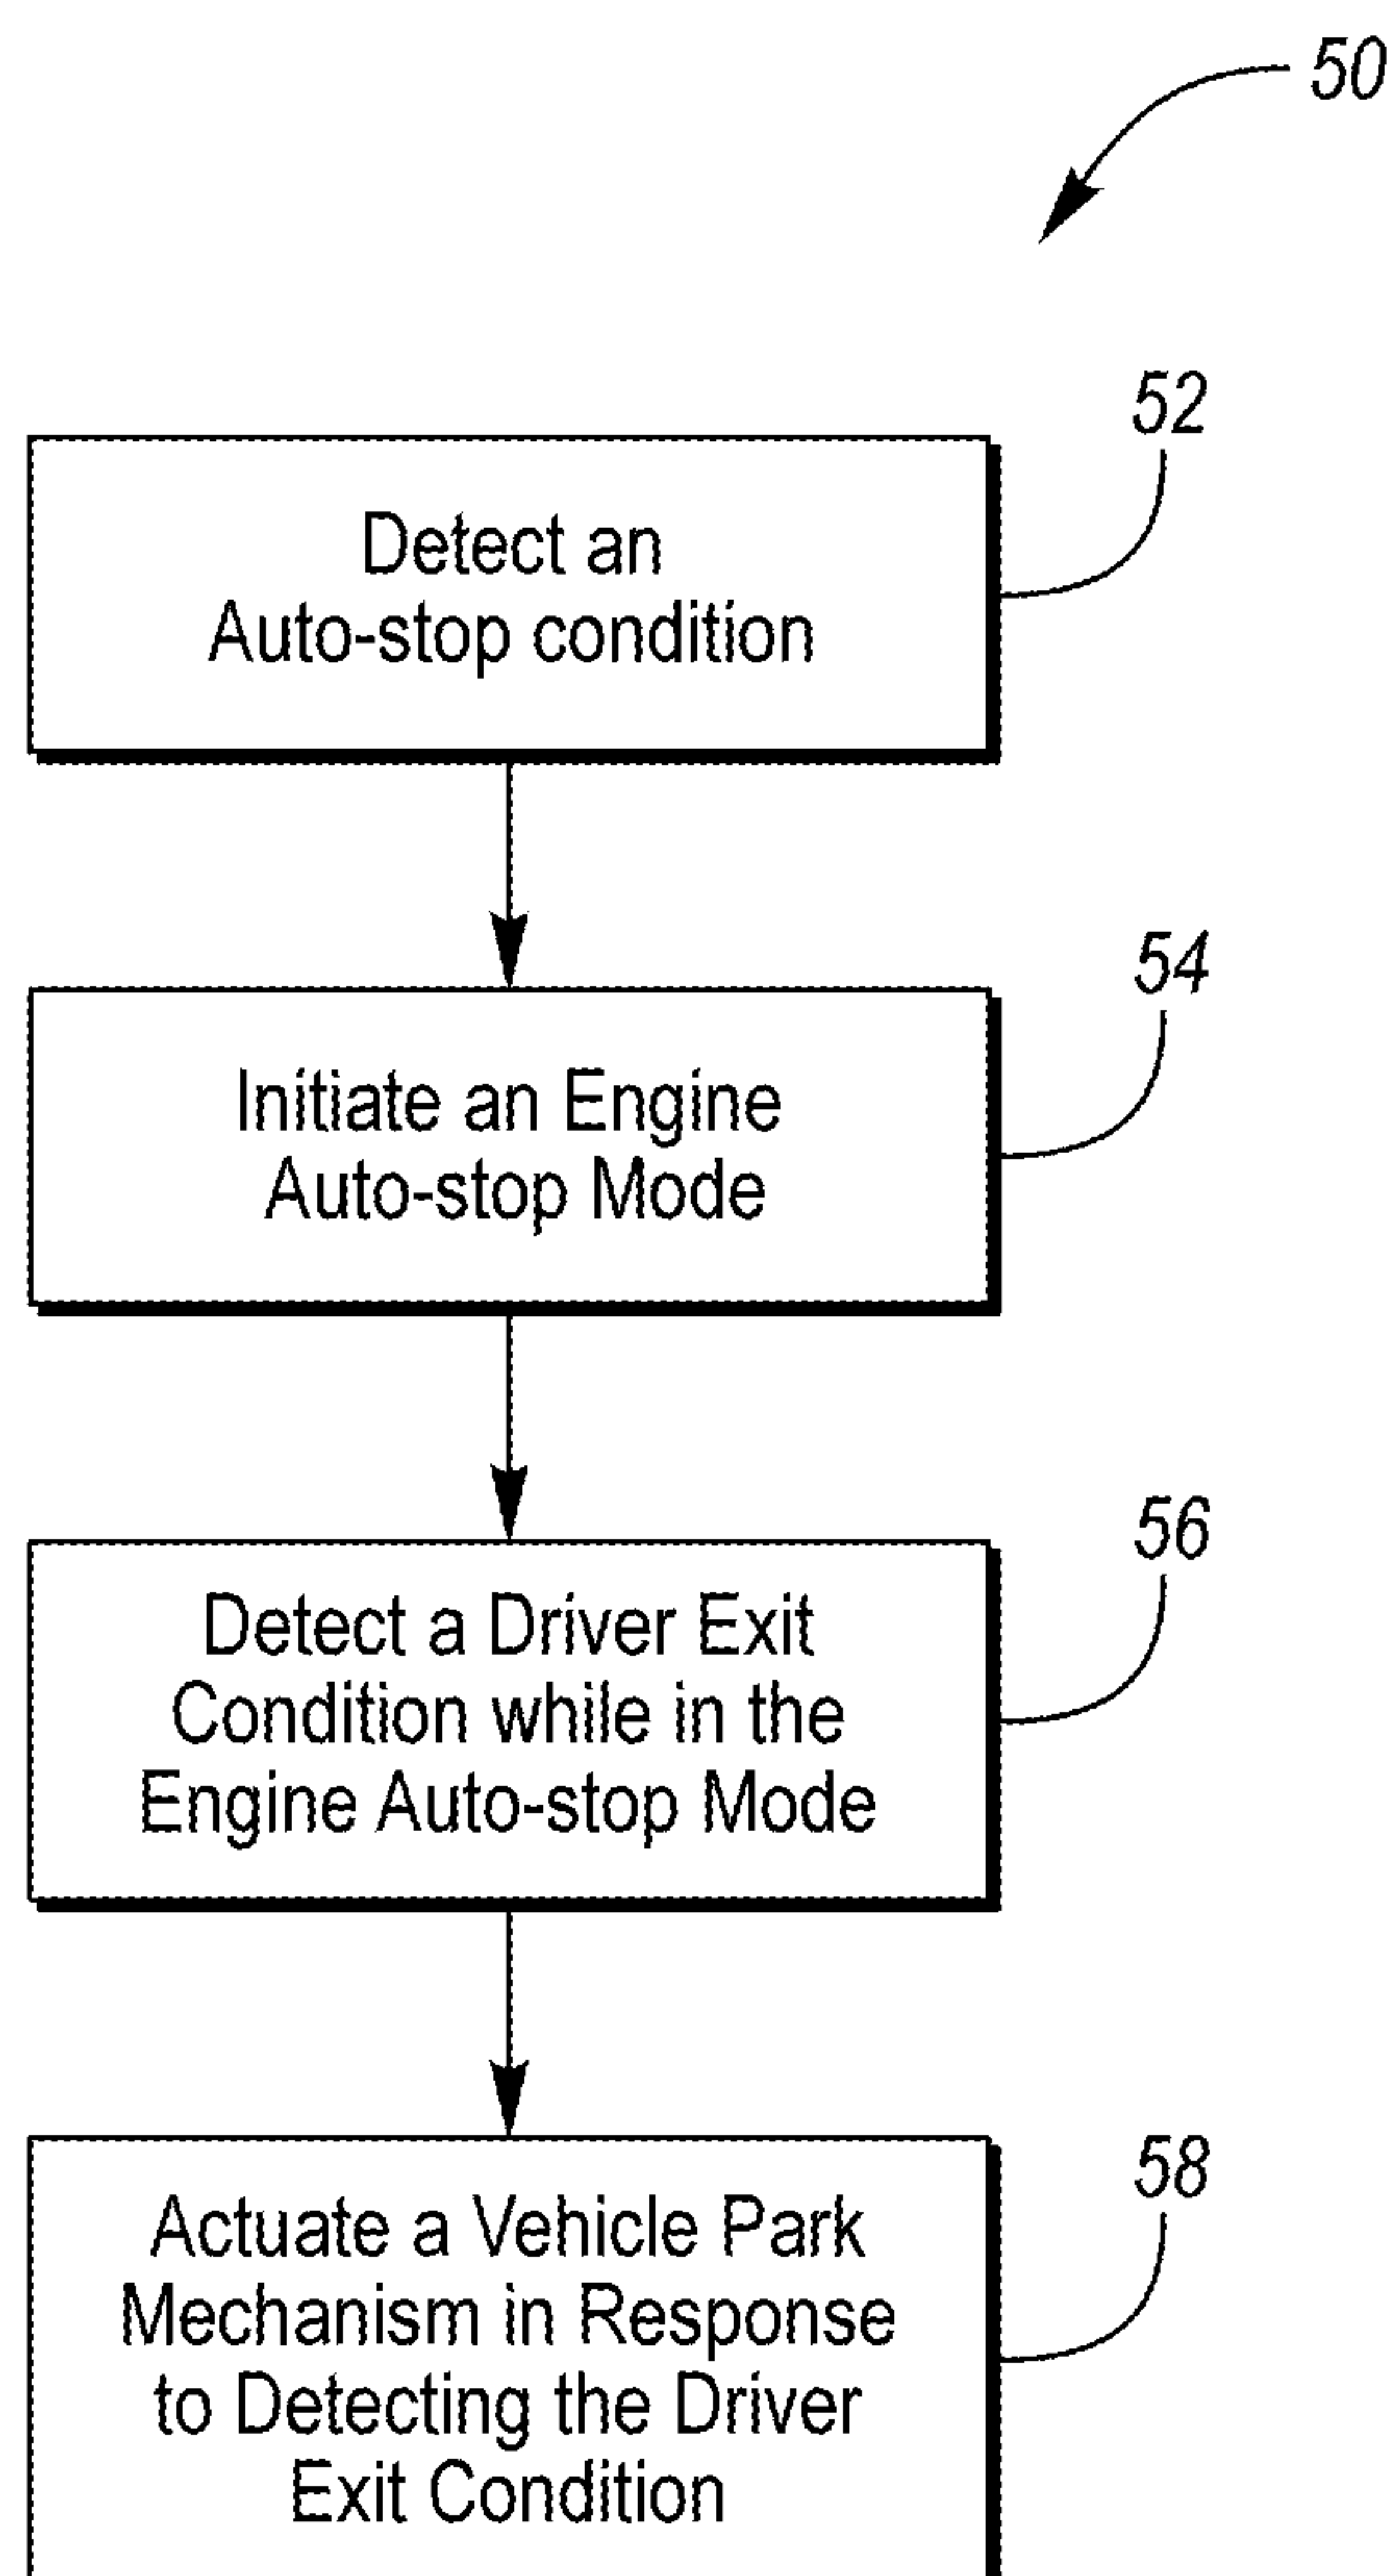 50
52
Detect an
Auto-stop condition
54
Initiate an Engine
Auto-stop Mode
56
Detect a Driver Exit
Condition while in the
Engine Auto-stop Mode
58
Actuate a Vehicle Park
Mechanism in Response
to Detecting the Driver
Exit Condition